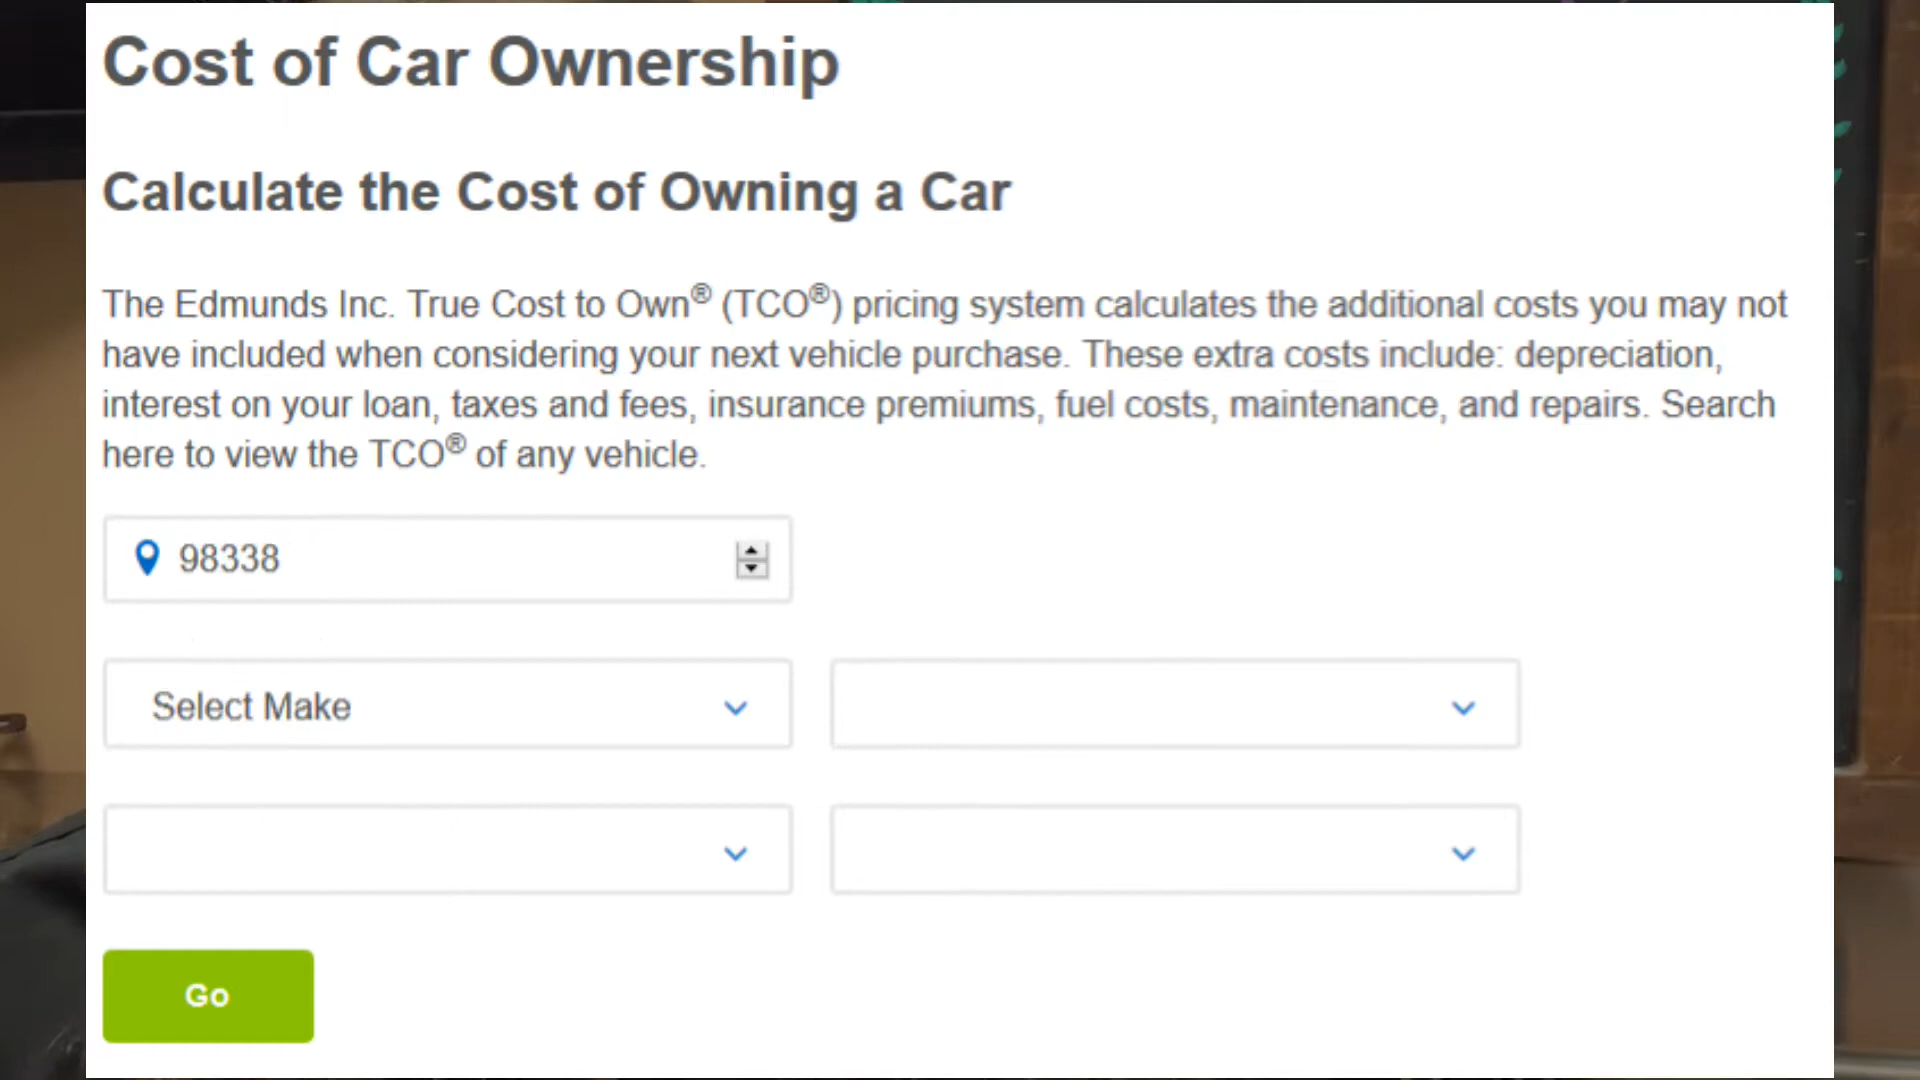 Cost of Car Ownership
Calculate the Cost of Owning a Car
The Edmunds Inc. True Cost to Own® (TCO®) pricing system calculates the additional costs you may not
have included when considering your next vehicle purchase. These extra costs include: depreciation,
interest on your loan, taxes and fees, insurance premiums, fuel costs, maintenance, and repairs. Search
here to view the TCO® of any vehicle.
98338
Select Make
Go